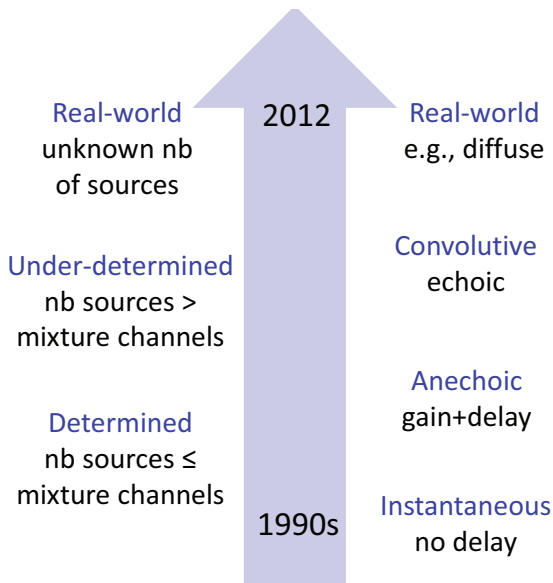 Real-world
unknown nb
of sources
Under-determined
nb sources >
mixture channels
Determined
nb sources ≤
mixture channels
2012
1990s
Real-world
e.g., diffuse
Convolutive
echoic
Anechoic
gain+delay
Instantaneous
no delay